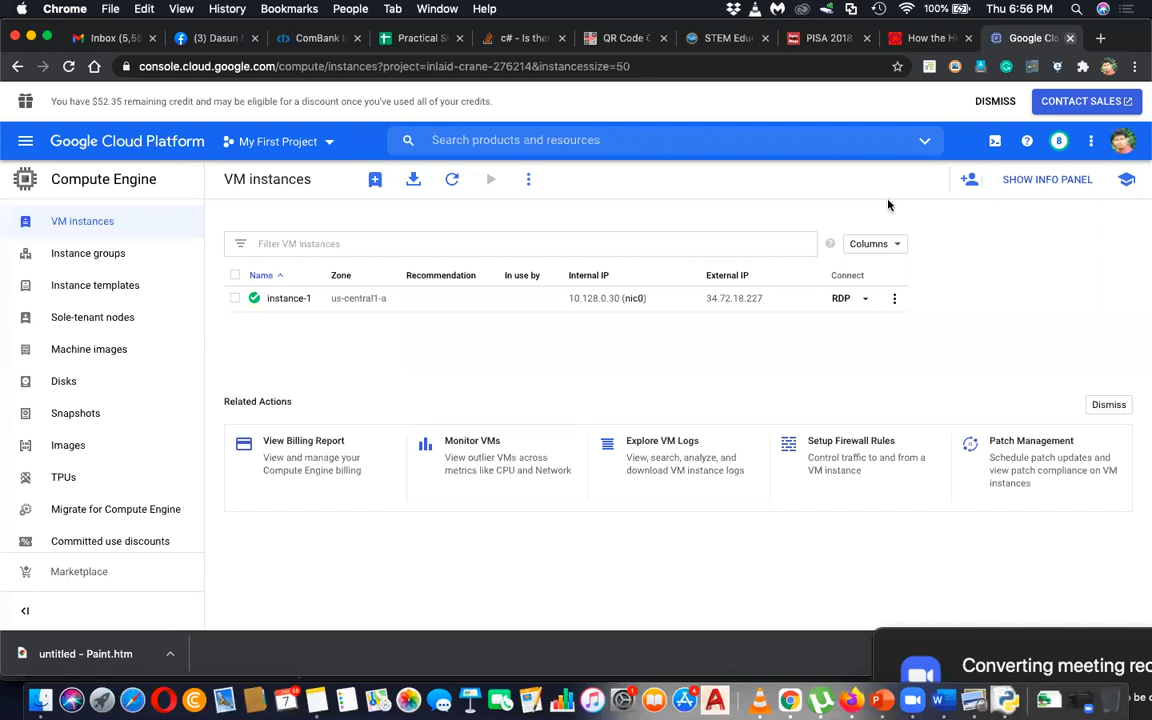 Chrome File Edit View History Bookmarks People Tab Window Help 100% Thu 6:56 PM
Inbox (5,5 (3) Dasun ComBank I Practical S c# - Is the QR Code STEM Edu PISA 2018 How the H Google Clo
console.cloud.google.com/compute/instances?project=inlaid-crane-276214&instancessize=50
You have $52.35 remaining credit and may be eligible for a discount once you've used all of your credits. DISMISS CONTACT SALES
Google Cloud Platform My First Project Search products and resources 8
Compute Engine VM instances SHOW INFO PANEL
VM instances
Instance groups
Instance templates
Sole-tenant nodes
Machine images
Disks
Snapshots
Images
TPUs
Migrate for Compute Engine
Committed use discounts
Marketplace
Filter VM instances Columns
Name Zone Recommendation In use by Internal IP External IP Connect
instance-1 us-central1-a 10.128.0.30 (nic0) 34.72.18.227 RDP
Related Actions Dismiss
View Billing Report
View and manage your
Compute Engine billing
Monitor VMs
View outlier VMs across
metrics like CPU and Network
Explore VM Logs
View, search, analyze, and
download VM instance logs
Setup Firewall Rules
Control traffic to and from a
VM instance
Patch Management
Schedule patch updates and
view patch compliance on VM
instances
untitled - Paint.htm
Converting meeting rec